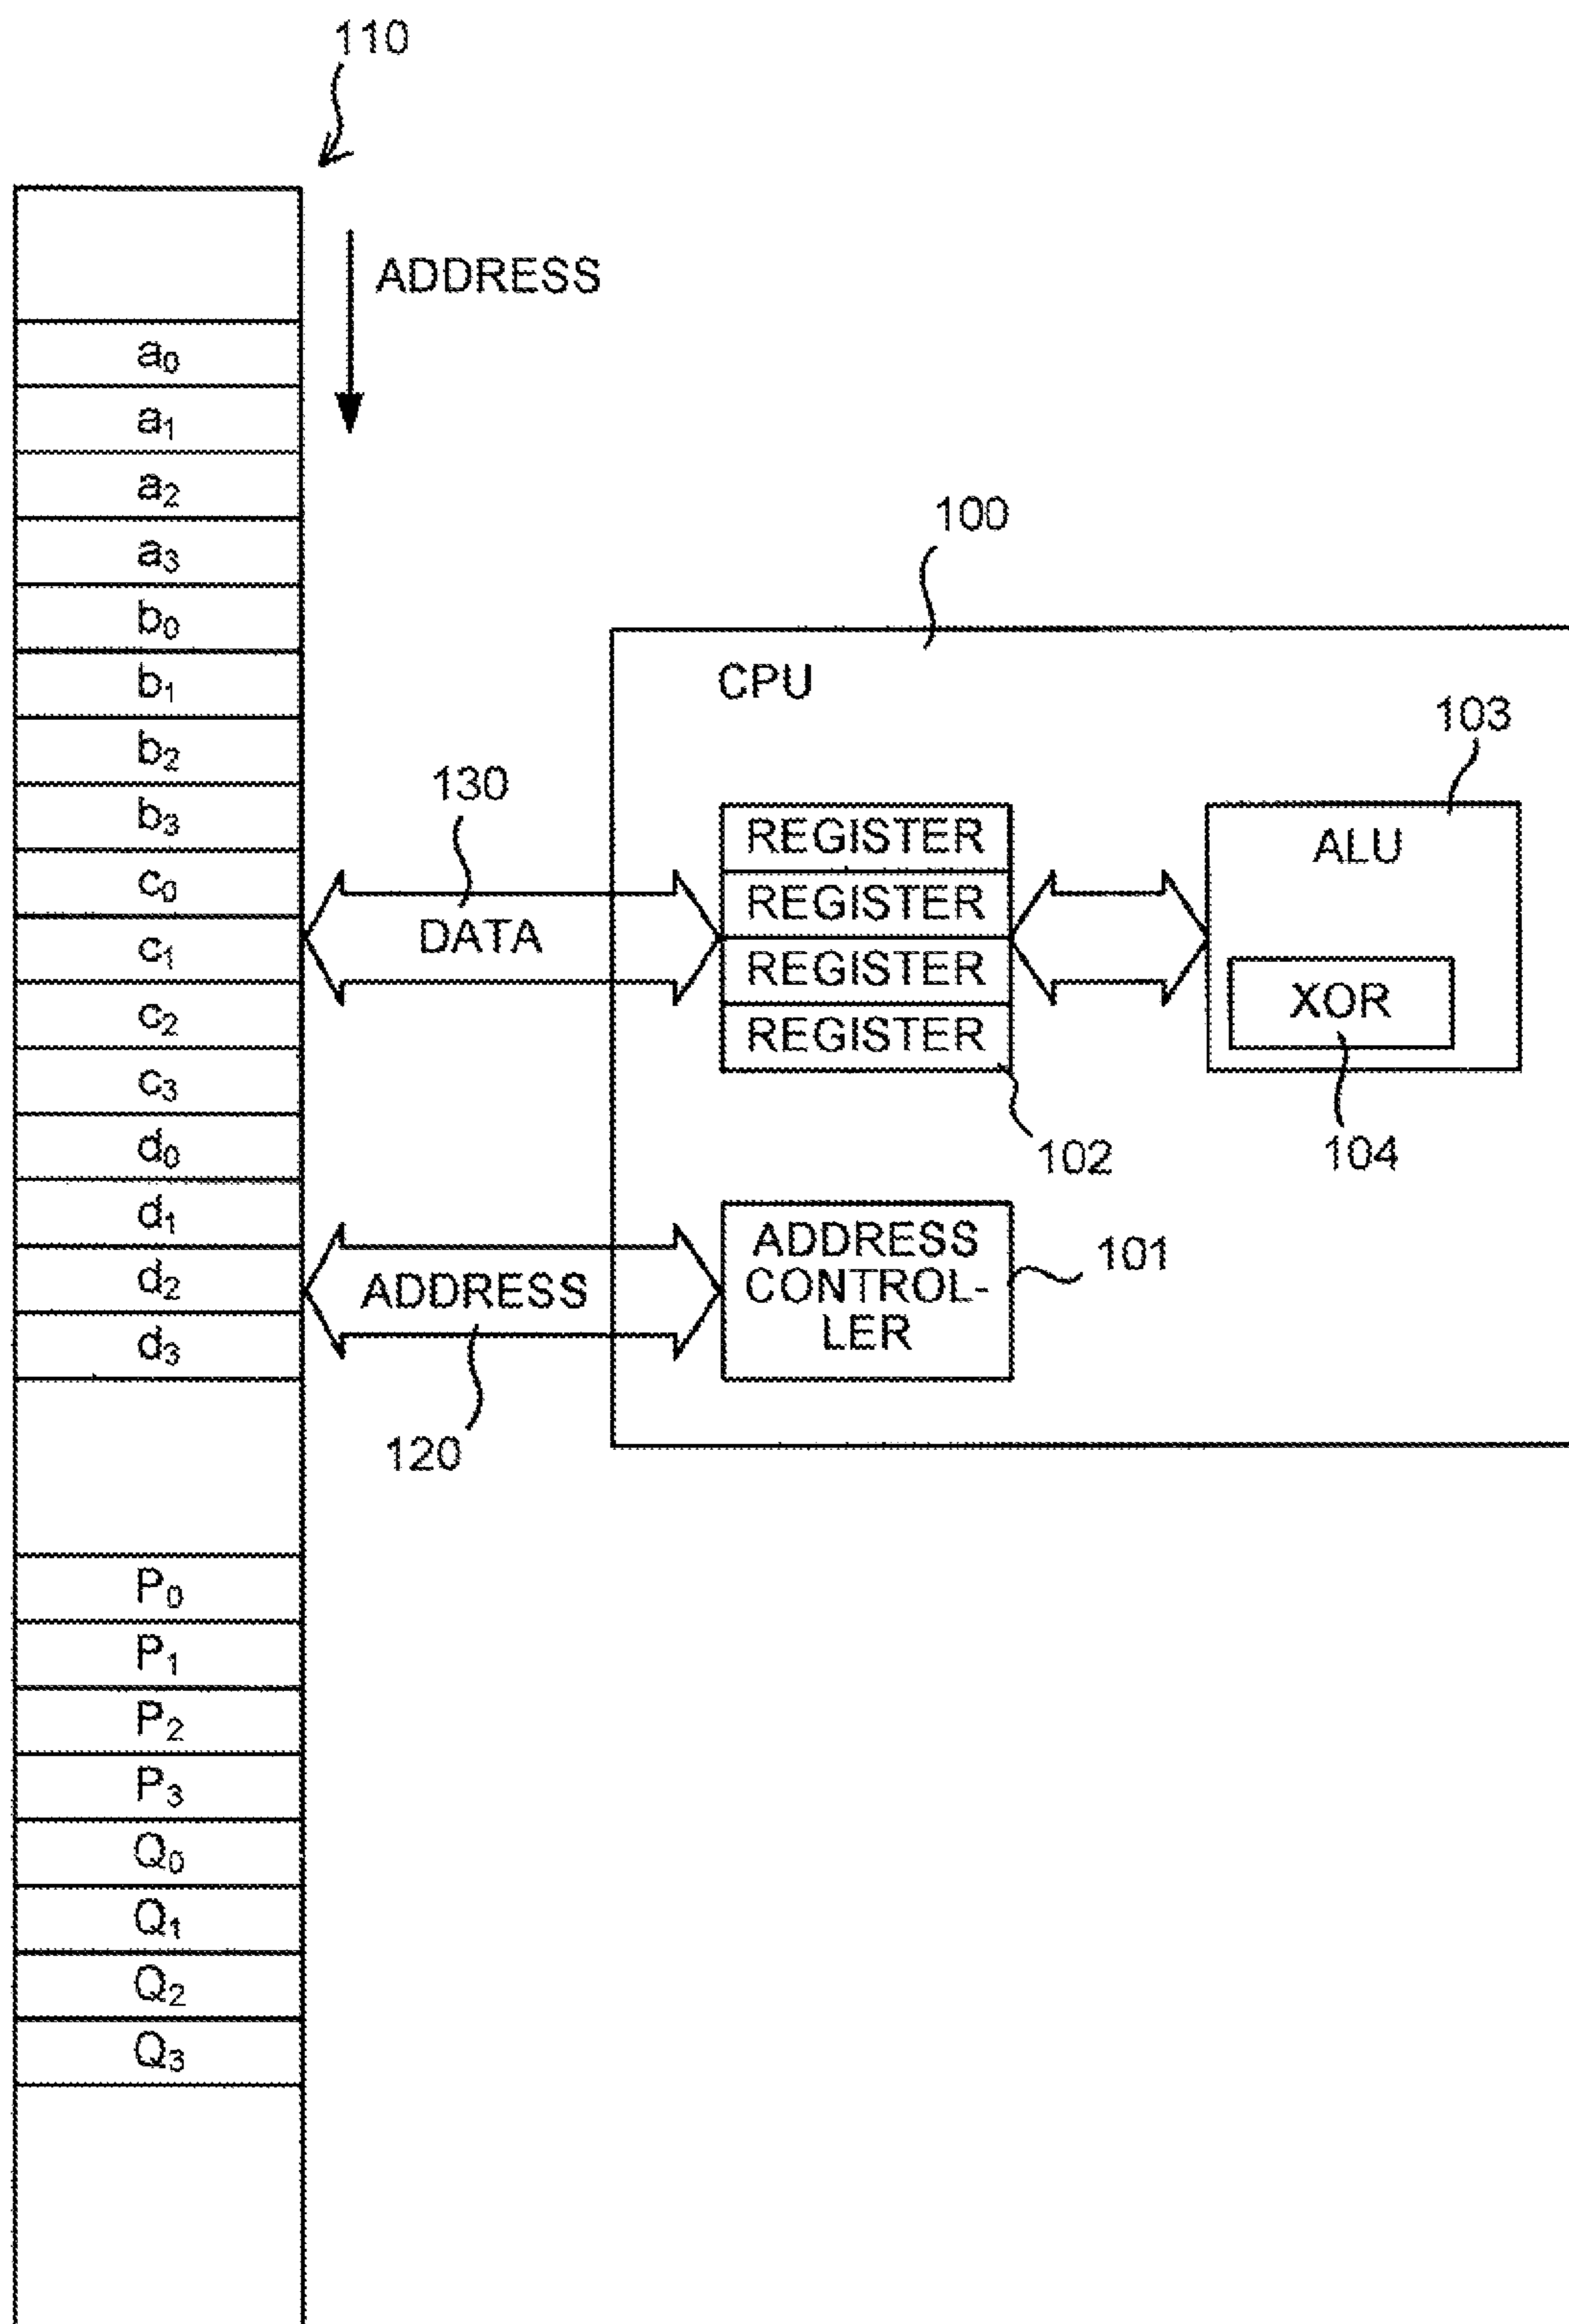 110
ADDRESS
a₀
a₁
a₂
a₃
b₀
b₁
b₂
b₃
c₀
c₁
c₂
c₃
d₀
d₁
d₂
d₃
P₀
P₁
P₂
P₃
Q₀
Q₁
Q₂
Q₃
130
DATA
ADDRESS
120
100
CPU
REGISTER
REGISTER
REGISTER
REGISTER
102
103
ALU
XOR
104
ADDRESS
CONTROL-
LER
101